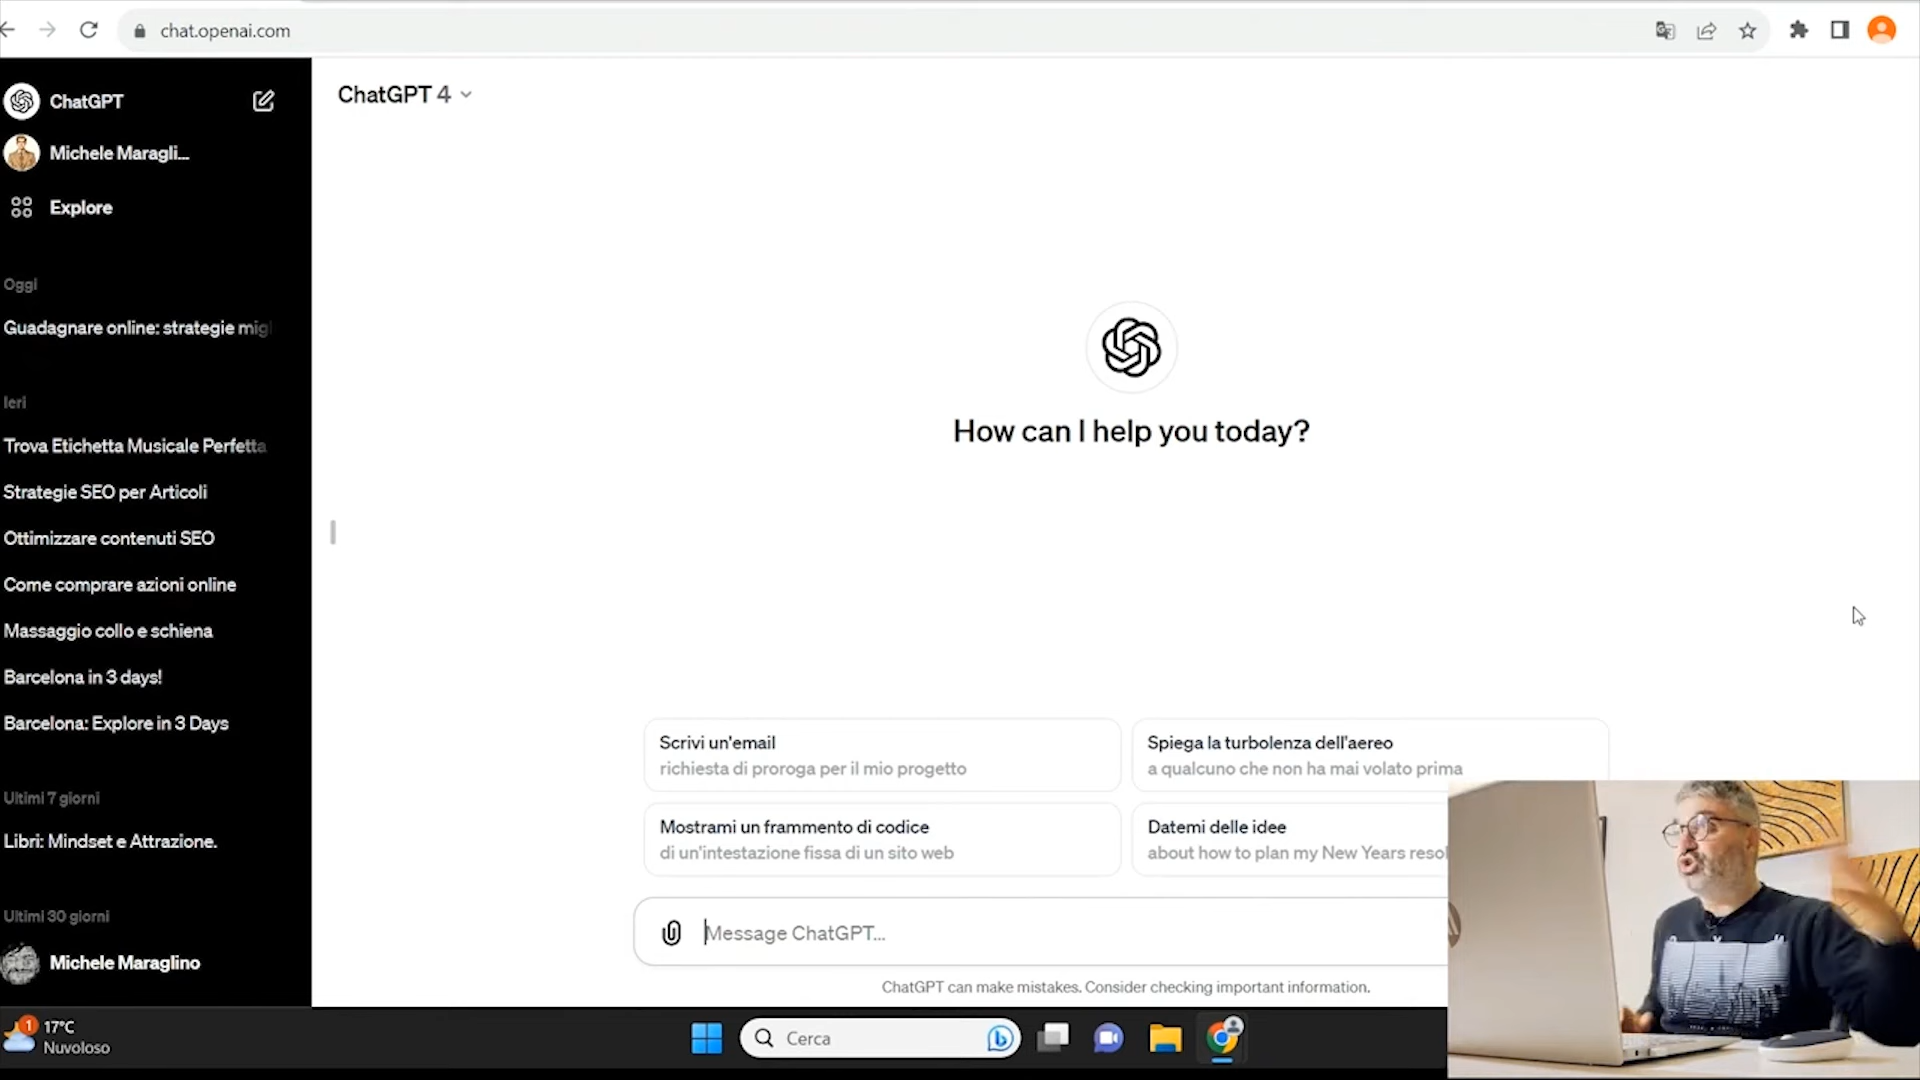 chat.openai.com
ChatGPT
Michele Maragli...
Explore
Oggi
Guadagnare online: strategie mig
Ieri
Trova Etichetta Musicale Perfetta
Strategie SEO per Articoli
Ottimizzare contenuti SEO
Come comprare azioni online
Massaggio collo e schiena
Barcelona in 3 days!
Barcelona: Explore in 3 Days
Ultimi 7 giorni
Libri: Mindset e Attrazione.
Ultimi 30 giorni
Michele Maraglino
ChatGPT 4
How can I help you today?
Scrivi un'email
richiesta di proroga per il mio progetto
Spiega la turbolenza dell'aereo
a qualcuno che non ha mai volato prima
Mostrami un frammento di codice
di un'intestazione fissa di un sito web
Datemi delle idee
about how to plan my New Years resol
Message ChatGPT...
ChatGPT can make mistakes. Consider checking important information.
1
17°C
Nuvoloso
Cerca